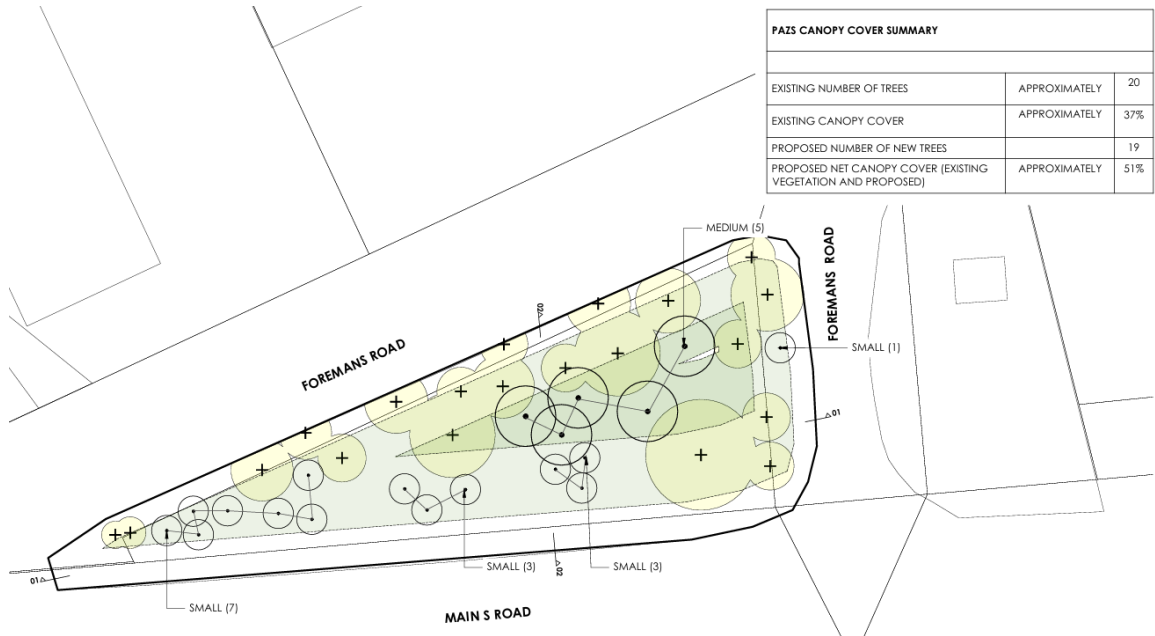 PAZS CANOPY COVER SUMMARY
EXISTING NUMBER OF TREES APPROXIMATELY 20
EXISTING CANOPY COVER APPROXIMATELY 37%
PROPOSED NUMBER OF NEW TREES 19
PROPOSED NET CANOPY COVER (EXISTING APPROXIMATELY 51%
VEGETATION AND PROPOSED)
MEDIUM (5)
FOREMANS ROAD
02
FOREMANS ROAD
SMALL (1)
01
01
02
SMALL (3)
SMALL (3)
SMALL (7)
MAIN S ROAD